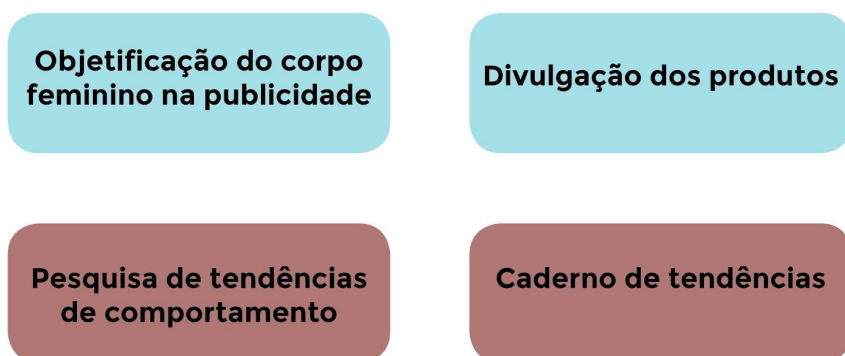 Objetificação do corpo
feminino na publicidade
Divulgação dos produtos
Pesquisa de tendências
de comportamento
Caderno de tendências